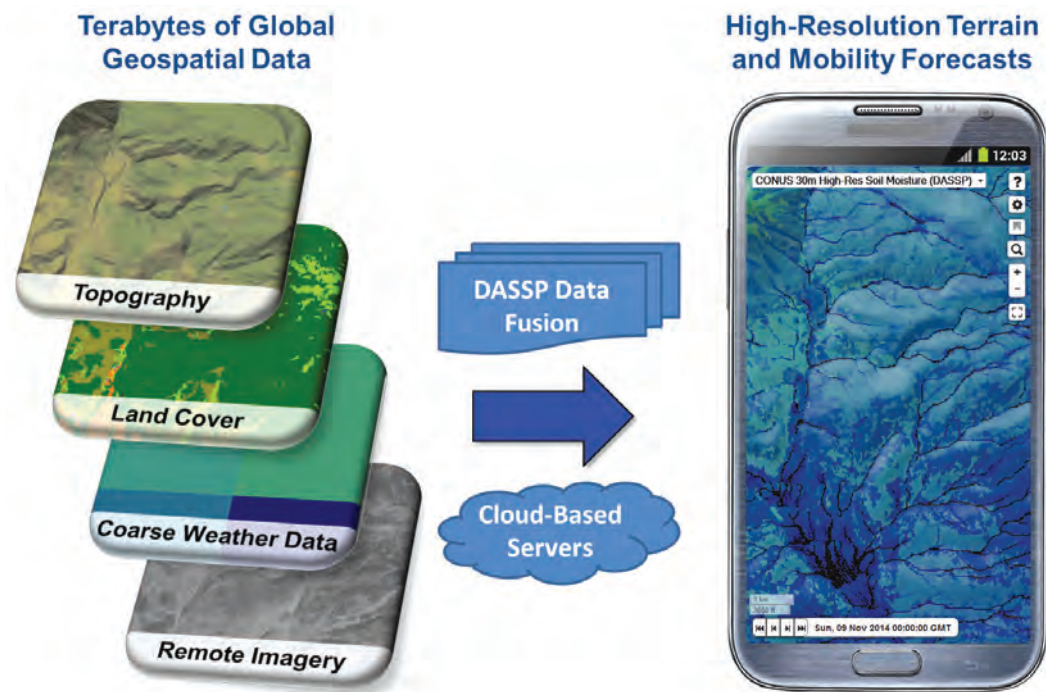 Terabytes of Global
Geospatial Data
Topography
Land Cover
Coarse Weather Data
Remote Imagery
DASSP Data
Fusion
Cloud-Based
Servers
High-Resolution Terrain
and Mobility Forecasts
12:03
CONUS 30m High-Res Soil Moisture (DASSP)
?
+
−
1 km
Sun, 09 Nov 2014 00:00:00 GMT